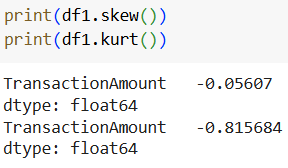 print(df1.skew())
print(df1.kurt())
TransactionAmount   -0.05607
dtype: float64
TransactionAmount   -0.815684
dtype: float64